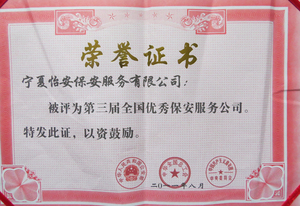 荣誉证书
宁夏怡安保安服务有限公司：
被评为第三届全国优秀保安服务公司。
特发此证，以资鼓励。